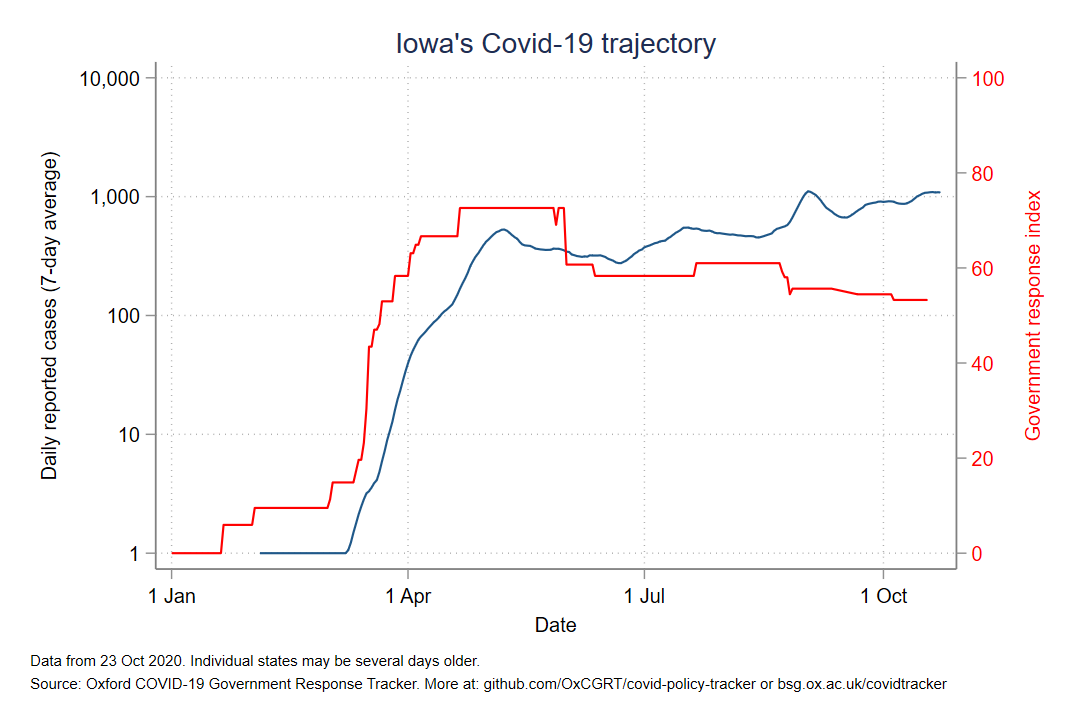 Iowa's Covid-19 trajectory
10,000
1,000
100
10
1
Daily reported cases (7-day average)
100
80
60
40
20
0
Government response index
1 Jan
1 Apr
1 Jul
1 Oct
Date
Data from 23 Oct 2020. Individual states may be several days older.
Source: Oxford COVID-19 Government Response Tracker. More at: github.com/OxCGRT/covid-policy-tracker or bsg.ox.ac.uk/covidtracker